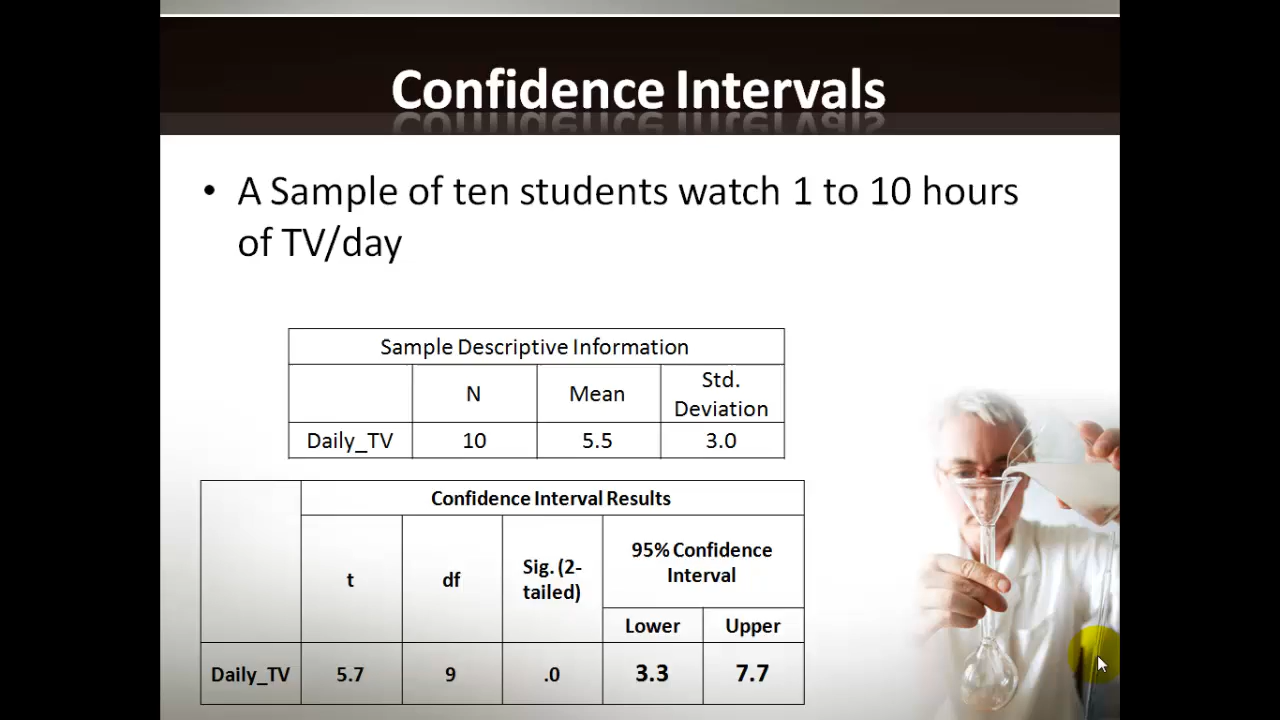 Confidence Intervals
• A Sample of ten students watch 1 to 10 hours
of TV/day
Sample Descriptive Information
N Mean Std.
Deviation
Daily_TV 10 5.5 3.0
Confidence Interval Results
t df Sig. (2-
tailed) 95% Confidence
Interval
Lower Upper
Daily_TV 5.7 9 .0 3.3 7.7